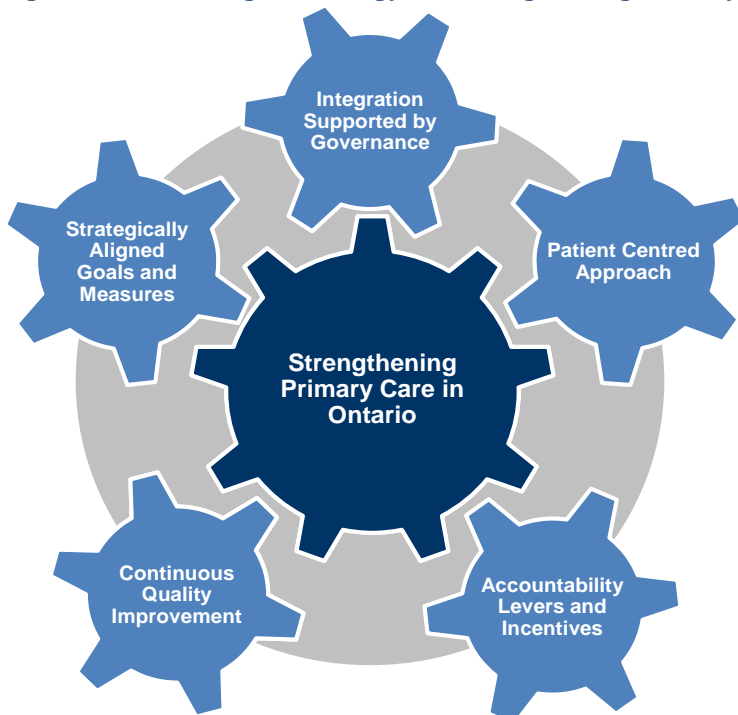 Integration
Supported by
Governance
Strategically
Aligned
Goals and
Measures
Patient Centred
Approach
Strengthening
Primary Care in
Ontario
Continuous
Quality
Improvement
Accountability
Levers and
Incentives